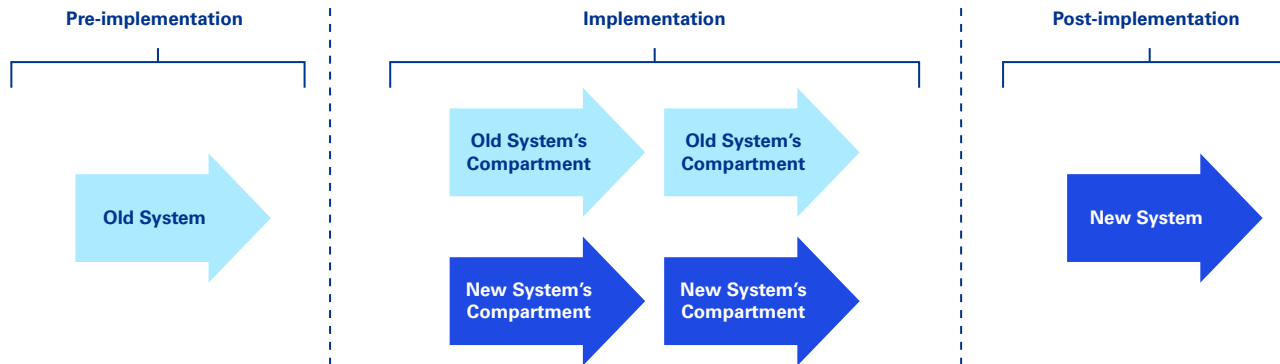 Pre-implementation
Implementation
Post-implementation
Old System
Old System’s
Compartment
Old System’s
Compartment
New System’s
Compartment
New System’s
Compartment
New System